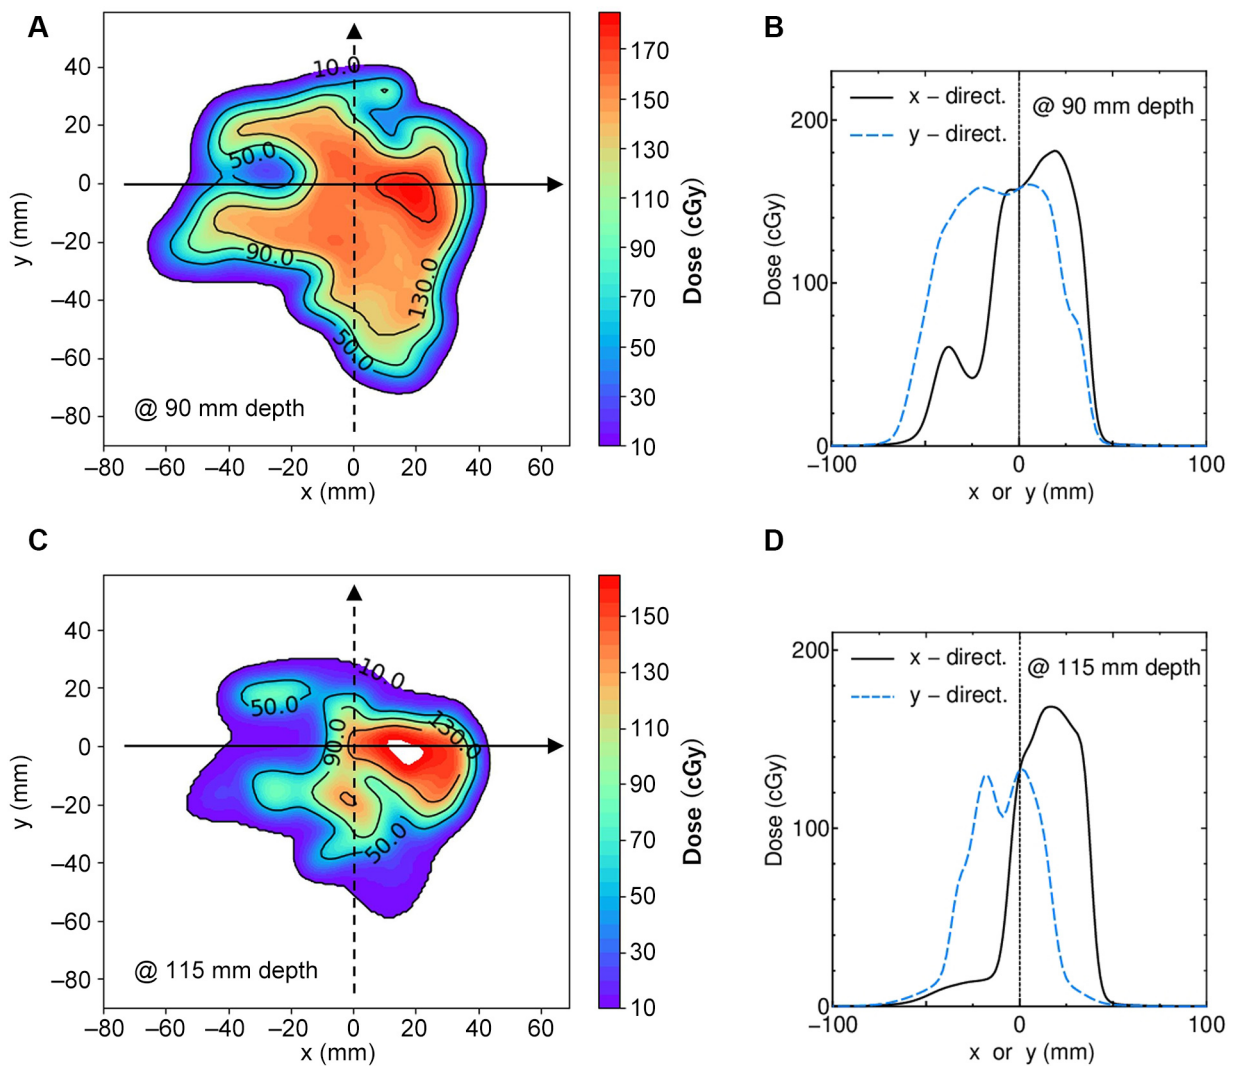 A
40
20
0
−20
−40
−60
−80
y (mm)
10.0
50.0
90.0
130.0
50.0
@ 90 mm depth
−80 −60 −40 −20 0 20 40 60
x (mm)
170
150
130
110
90
70
50
30
10
Dose (cGy)
B
x − direct.
y − direct.
@ 90 mm depth
200
100
0
Dose (cGy)
−100 0 100
x or y (mm)
C
40
20
0
−20
−40
−60
−80
y (mm)
10.0
50.0
130.0
90.0
50.0
@ 115 mm depth
−80 −60 −40 −20 0 20 40 60
x (mm)
150
130
110
90
70
50
30
10
Dose (cGy)
D
x − direct.
y − direct.
@ 115 mm depth
200
100
0
Dose (cGy)
−100 0 100
x or y (mm)